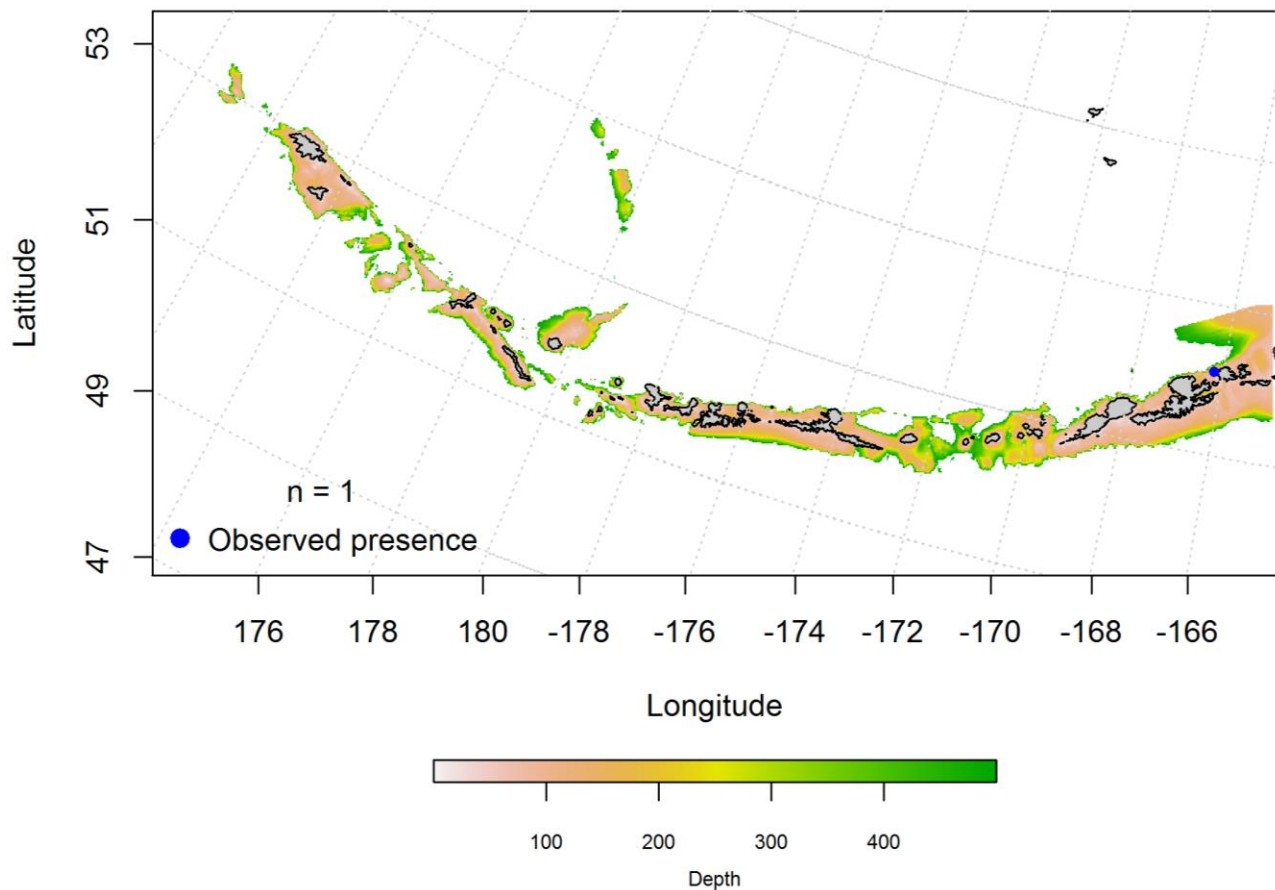 53
51
49
47
Latitude
n = 1
Observed presence
176 178 180 -178 -176 -174 -172 -170 -168 -166
Longitude
100 200 300 400
Depth